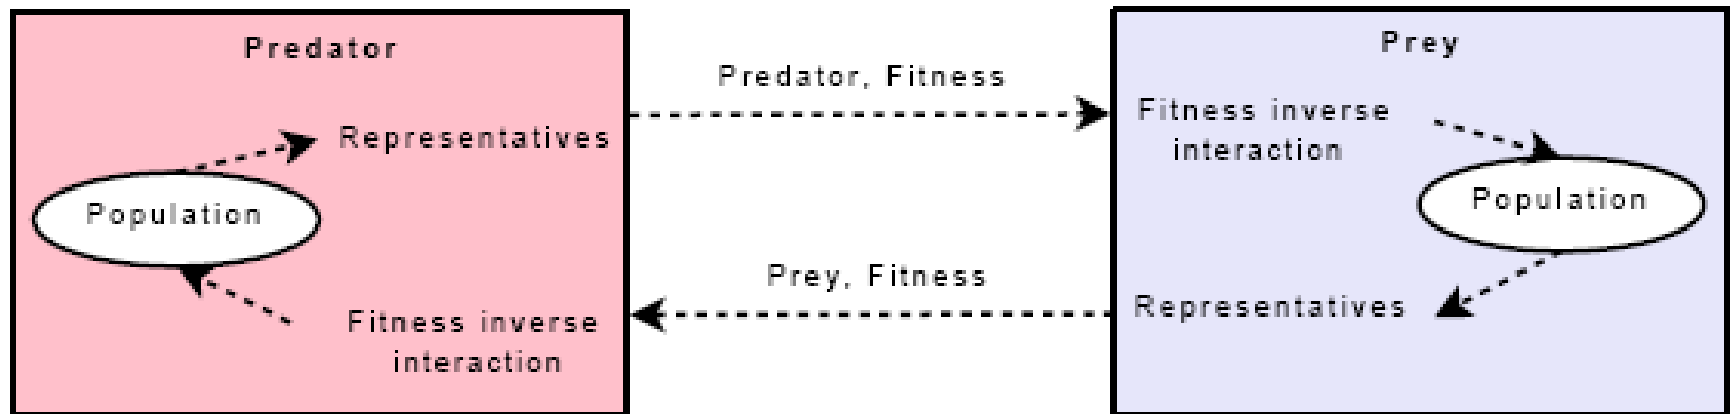 Predator
Representatives
Population
Fitness inverse
interaction
Predator, Fitness
Prey, Fitness
Prey
Fitness inverse
interaction
Population
Representatives